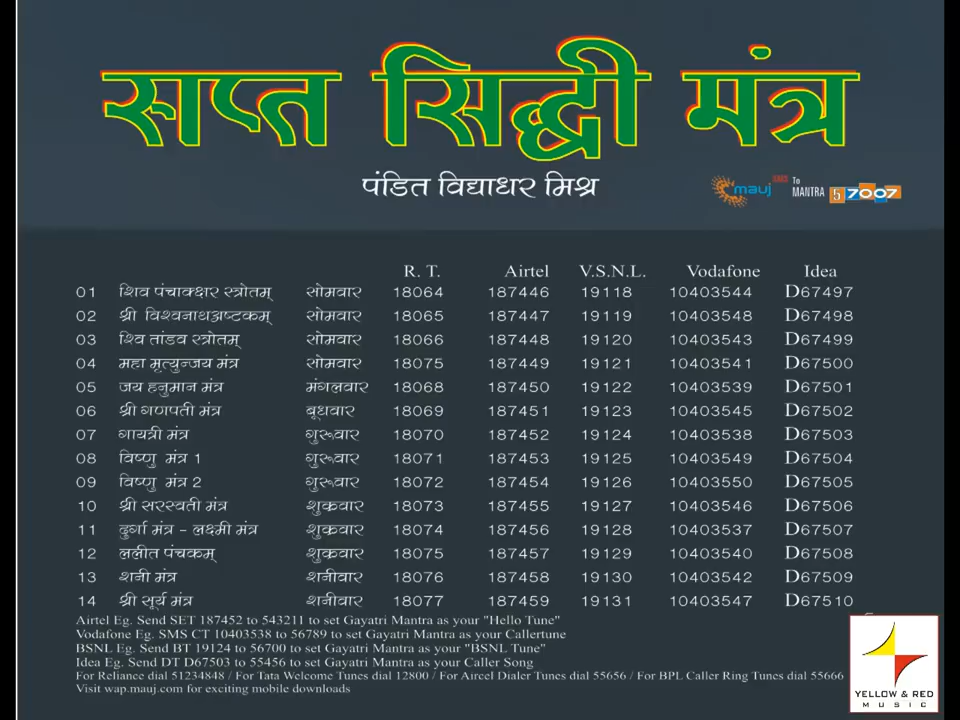 सप्त सिद्धी मंत्र
पंडित विद्याधर मिश्र
mauj To MANTRA 57007
R. T. Airtel V.S.N.L. Vodafone Idea
01 शिव पंचाक्क्षर स्त्रोतम् सोमवार 18064 187446 19118 10403544 D67497
02 श्री विश्वनाथअष्टकम् सोमवार 18065 187447 19119 10403548 D67498
03 शिव तांडव स्त्रोतम् सोमवार 18066 187448 19120 10403543 D67499
04 महा मृत्युन्जय मंत्र सोमवार 18075 187449 19121 10403541 D67500
05 जय हनुमान मंत्र मंगलवार 18068 187450 19122 10403539 D67501
06 श्री गणपती मंत्र बूधवार 18069 187451 19123 10403545 D67502
07 गायत्री मंत्र गुरूवार 18070 187452 19124 10403538 D67503
08 विष्णु मंत्र 1 गुरूवार 18071 187453 19125 10403549 D67504
09 विष्णु मंत्र 2 गुरूवार 18072 187454 19126 10403550 D67505
10 श्री सरस्वती मंत्र शुक्रवार 18073 187455 19127 10403546 D67506
11 दुर्गा मंत्र - लक्ष्मी मंत्र शुक्रवार 18074 187456 19128 10403537 D67507
12 ललीत पंचकम् शुक्रवार 18075 187457 19129 10403540 D67508
13 शनी मंत्र शनीवार 18076 187458 19130 10403542 D67509
14 श्री सूर्य मंत्र शनीवार 18077 187459 19131 10403547 D67510
Airtel Eg. Send SET 187452 to 543211 to set Gayatri Mantra as your "Hello Tune"
Vodafone Eg. SMS CT 10403538 to 56789 to set Gayatri Mantra as your Callertune
BSNL Eg. Send BT 19124 to 56700 to set Gayatri Mantra as your "BSNL Tune"
Idea Eg. Send DT D67503 to 55456 to set Gayatri Mantra as your Caller Song
For Reliance dial 51234848 / For Tata Welcome Tunes dial 12800 / For Aircel Dialer Tunes dial 55656 / For BPL Caller Ring Tunes dial 55666
Visit wap.mauj.com for exciting mobile downloads
YELLOW & RED
MUSIC